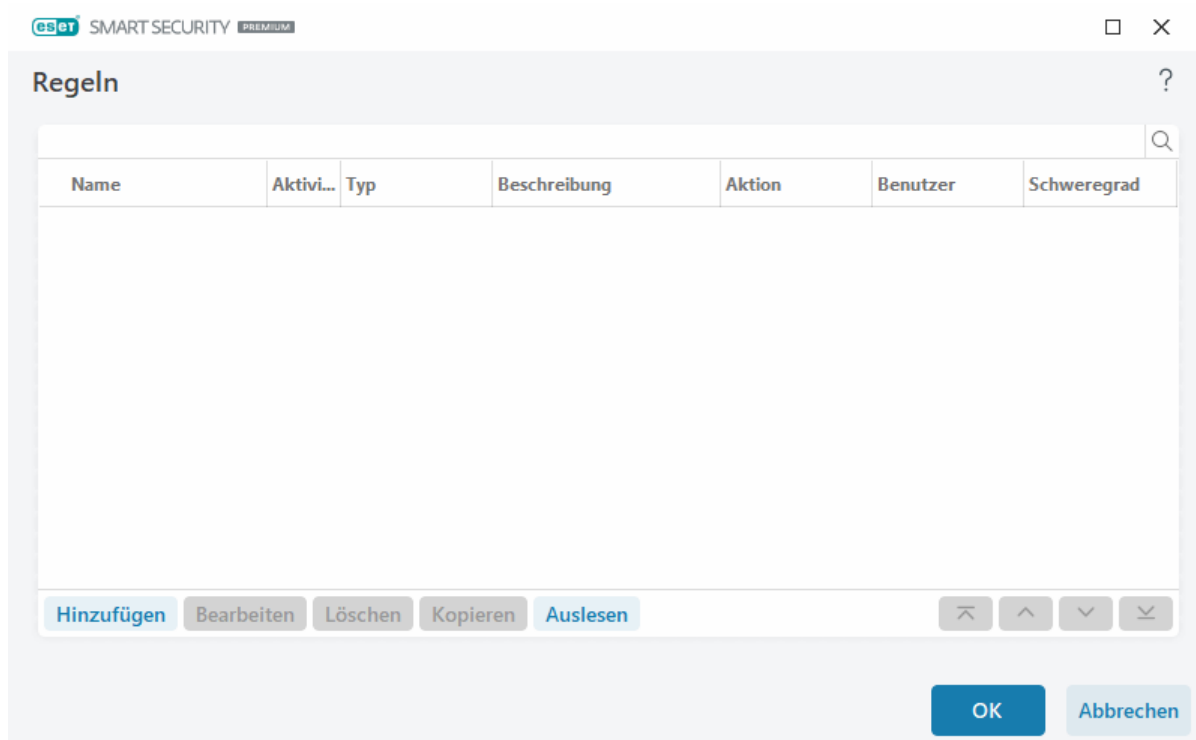 eset SMART SECURITY PREMIUM
Regeln
?
Name Aktivi... Typ Beschreibung Aktion Benutzer Schweregrad
Hinzufügen Bearbeiten Löschen Kopieren Auslesen
OK Abbrechen